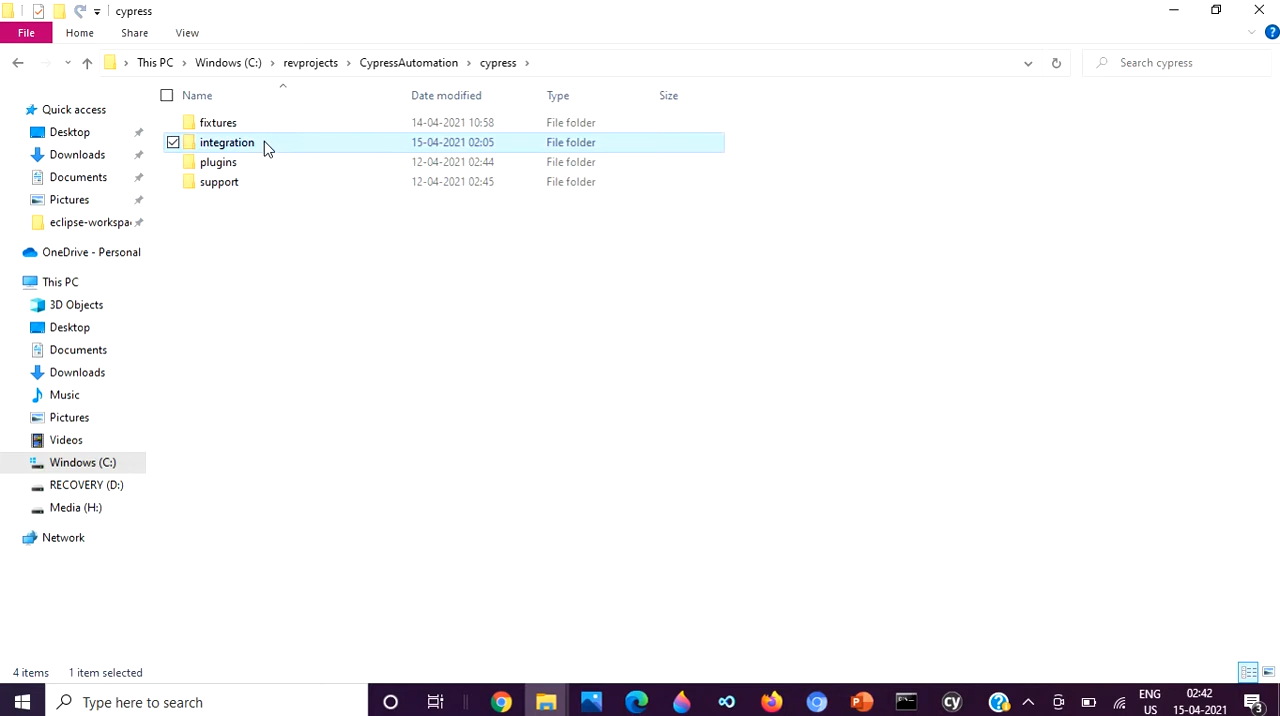 cypress
File Home Share View
This PC Windows (C:) revprojects CypressAutomation cypress
Search cypress
Name Date modified Type Size
fixtures 14-04-2021 10:58 File folder
integration 15-04-2021 02:05 File folder
plugins 12-04-2021 02:44 File folder
support 12-04-2021 02:45 File folder
Quick access
Desktop
Downloads
Documents
Pictures
eclipse-workspa
OneDrive - Personal
This PC
3D Objects
Desktop
Documents
Downloads
Music
Pictures
Videos
Windows (C:)
RECOVERY (D:)
Media (H:)
Network
4 items 1 item selected
Type here to search
cy
ENG
US
02:42
15-04-2021
3